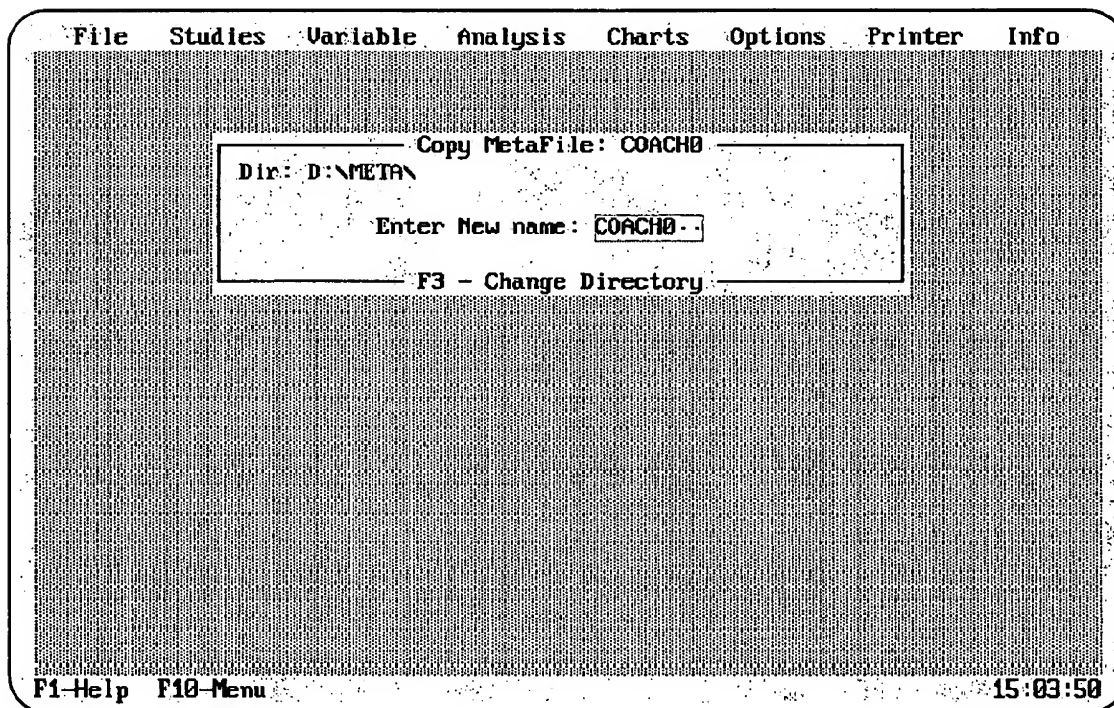 File Studies Variable Analysis Charts Options Printer Info
Copy MetaFile: COACH0
Dir: D:\META\
Enter New name: COACH0··
F3 - Change Directory
F1-Help F10-Menu 15:03:50